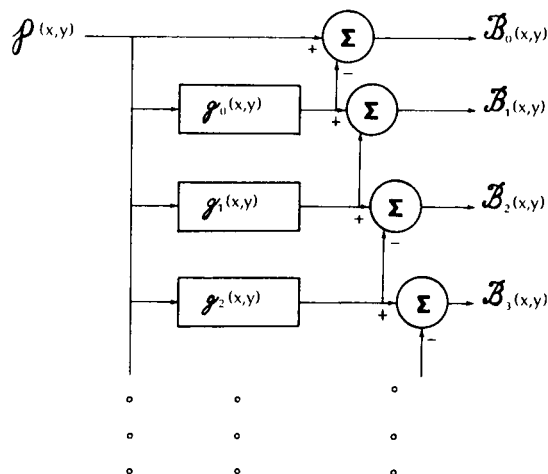 𝓅(x,y) + Σ ℬ₀(x,y)
−
ℊ₀(x,y) + Σ ℬ₁(x,y)
ℊ₁(x,y) + Σ ℬ₂(x,y)
−
ℊ₂(x,y) + Σ ℬ₃(x,y)
−